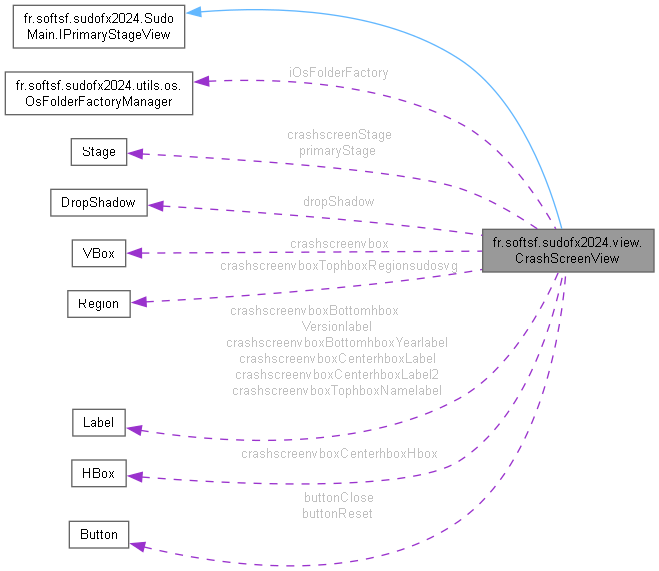 fr.softsf.sudofx2024.Sudo
Main.IPrimaryStageView
fr.softsf.sudofx2024.utils.os.
OsFolderFactoryManager
iOsFolderFactory
Stage
crashscreenStage
primaryStage
DropShadow
dropShadow
fr.softsf.sudofx2024.view.
CrashScreenView
VBox
crashscreenvbox
crashscreenvboxTophboxRegionsudosvg
Region
crashscreenvboxBottomhbox
Versionlabel
crashscreenvboxBottomhboxYearlabel
crashscreenvboxCenterhboxLabel
crashscreenvboxCenterhboxLabel2
crashscreenvboxTophboxNamelabel
Label
crashscreenvboxCenterhboxHbox
HBox
buttonClose
buttonReset
Button